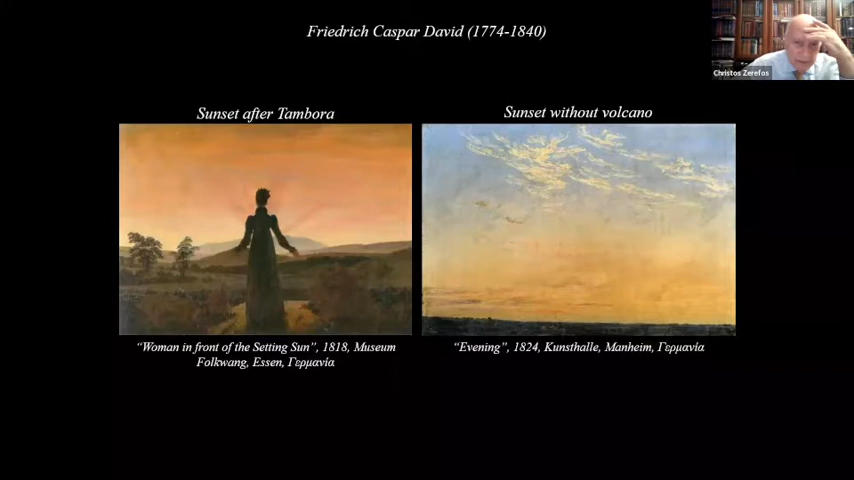 Friedrich Caspar David (1774-1840)
Christos Zerefos
Sunset after Tambora
Sunset without volcano
“Woman in front of the Setting Sun”, 1818, Museum
Folkwang, Essen, Γερμανία
“Evening”, 1824, Kunsthalle, Manheim, Γερμανία